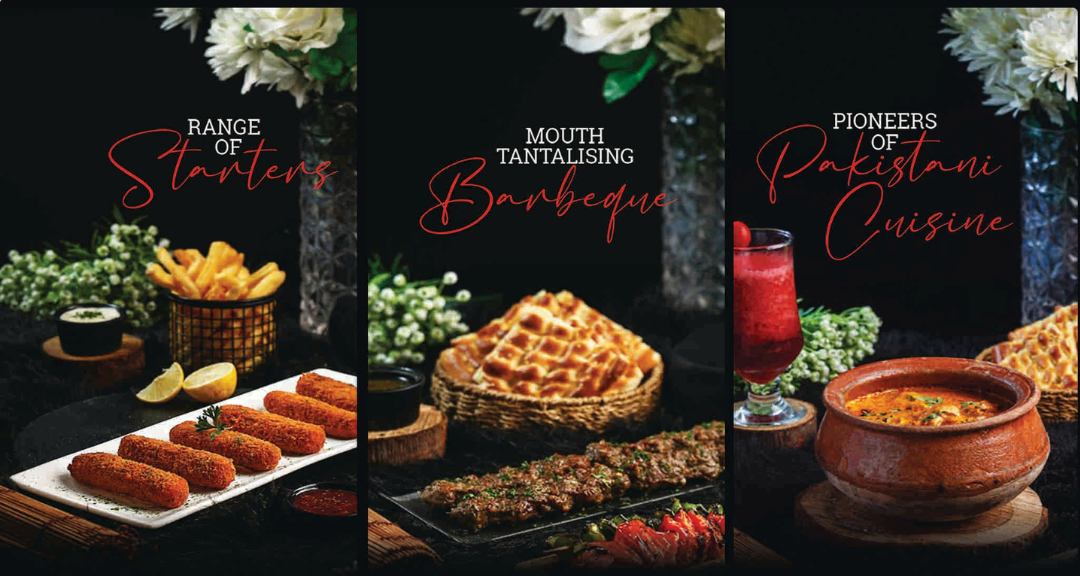 RANGE
OF
Starters
MOUTH
TANTALISING
Barbeque
PIONEERS
OF
Pakistani
Cuisine